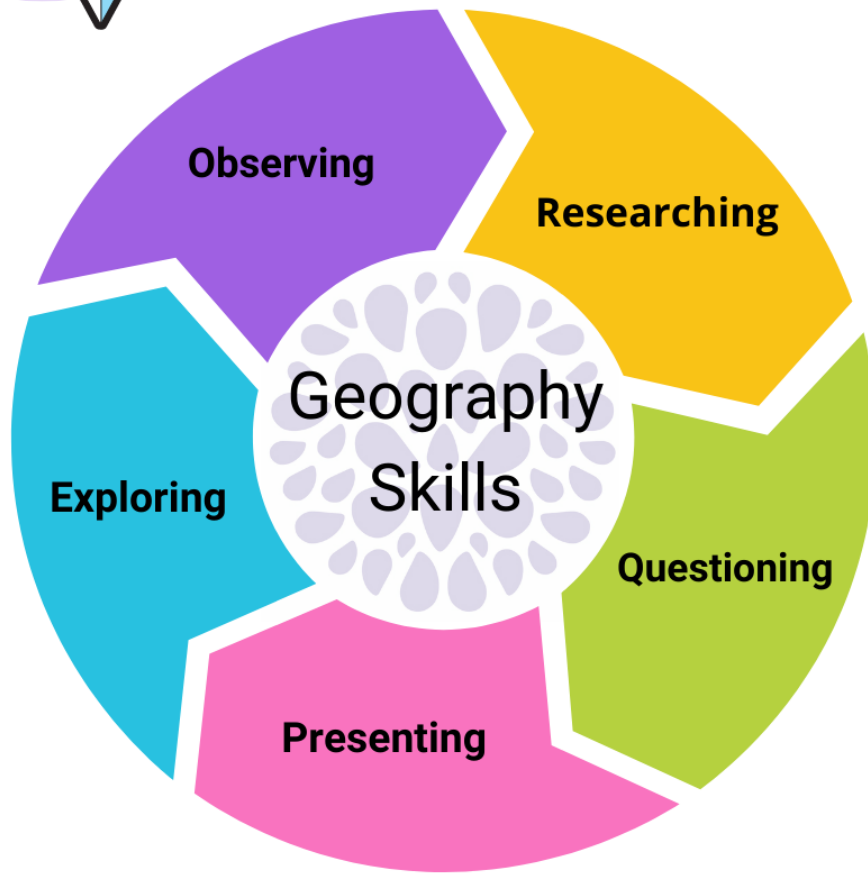 Observing
Researching
Geography
Skills
Exploring
Questioning
Presenting